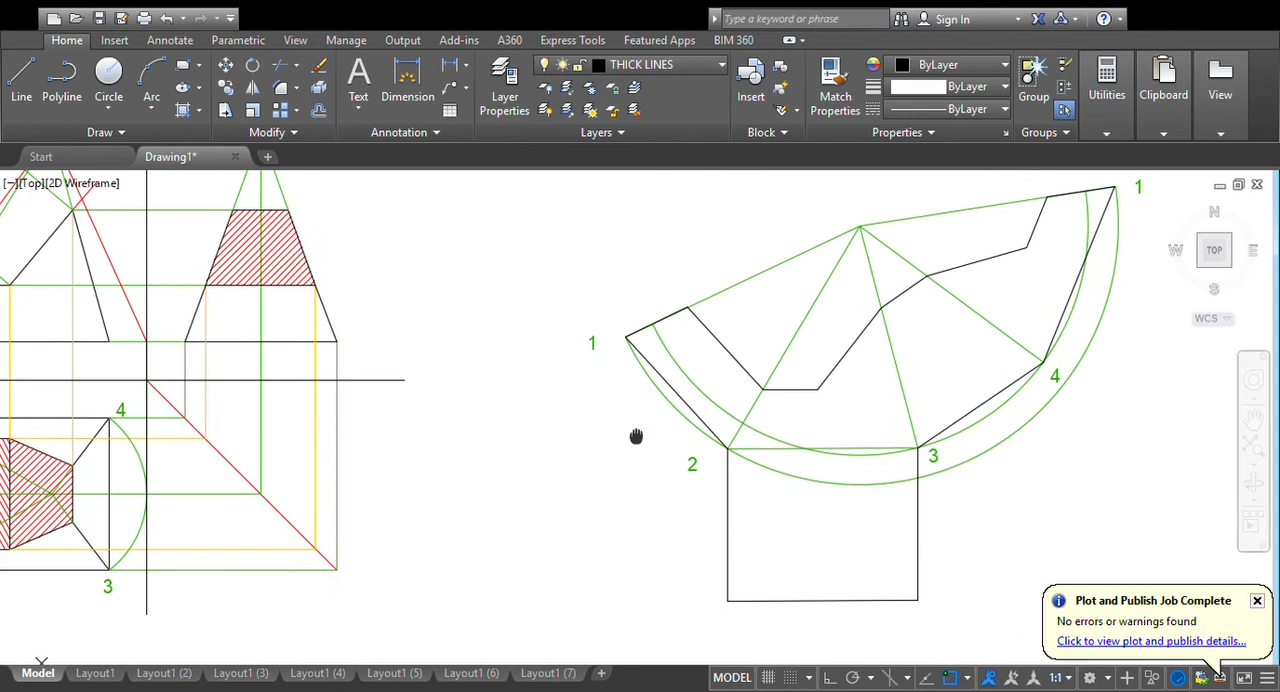 Type a keyword or phrase
Sign In
Home Insert Annotate Parametric View Manage Output Add-ins A360 Express Tools Featured Apps BIM 360
Line
Polyline
Circle
Arc
Text
Dimension
Layer
Properties
THICK LINES
Insert
Match
Properties
ByLayer
ByLayer
ByLayer
Group
Utilities
Clipboard
View
Draw
Modify
Annotation
Layers
Block
Properties
Groups
Start
Drawing1*
[−][Top][2D Wireframe]
N
W
TOP
E
S
WCS
1
1
2
3
4
4
3
Plot and Publish Job Complete
No errors or warnings found
Click to view plot and publish details...
Model Layout1 Layout1 (2) Layout1 (3) Layout1 (4) Layout1 (5) Layout1 (6) Layout1 (7)
MODEL
1:1